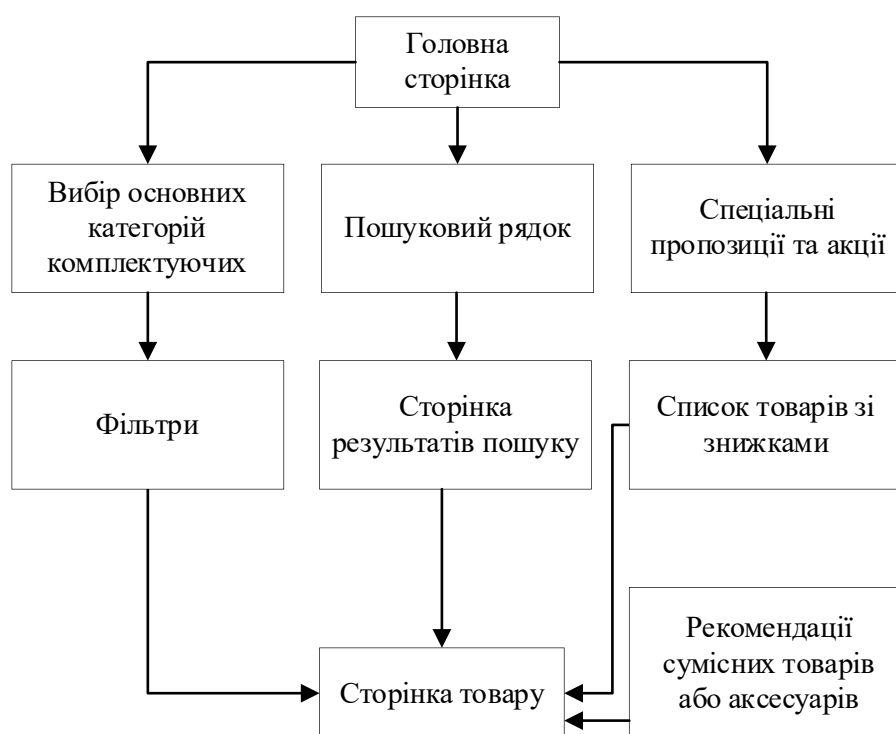 Головна
сторінка
Вибір основних
категорій
комплектуючих
Пошуковий рядок
Спеціальні
пропозиції та акції
Фільтри
Сторінка
результатів пошуку
Список товарів зі
знижками
Сторінка товару
Рекомендації
сумісних товарів
або аксесуарів